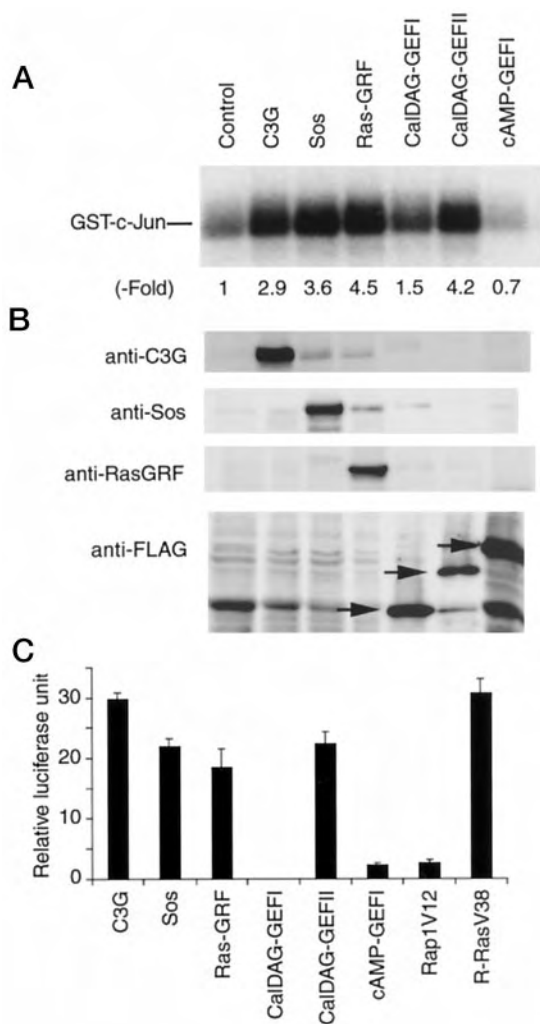 A
Control
C3G
Sos
Ras-GRF
CalDAG-GEFI
CalDAG-GEFII
cAMP-GEFI
GST-c-Jun
(-Fold) 1 2.9 3.6 4.5 1.5 4.2 0.7
B
anti-C3G
anti-Sos
anti-RasGRF
anti-FLAG
C
Relative luciferase unit
30
20
10
0
C3G
Sos
Ras-GRF
CalDAG-GEFI
CalDAG-GEFII
cAMP-GEFI
Rap1V12
R-RasV38